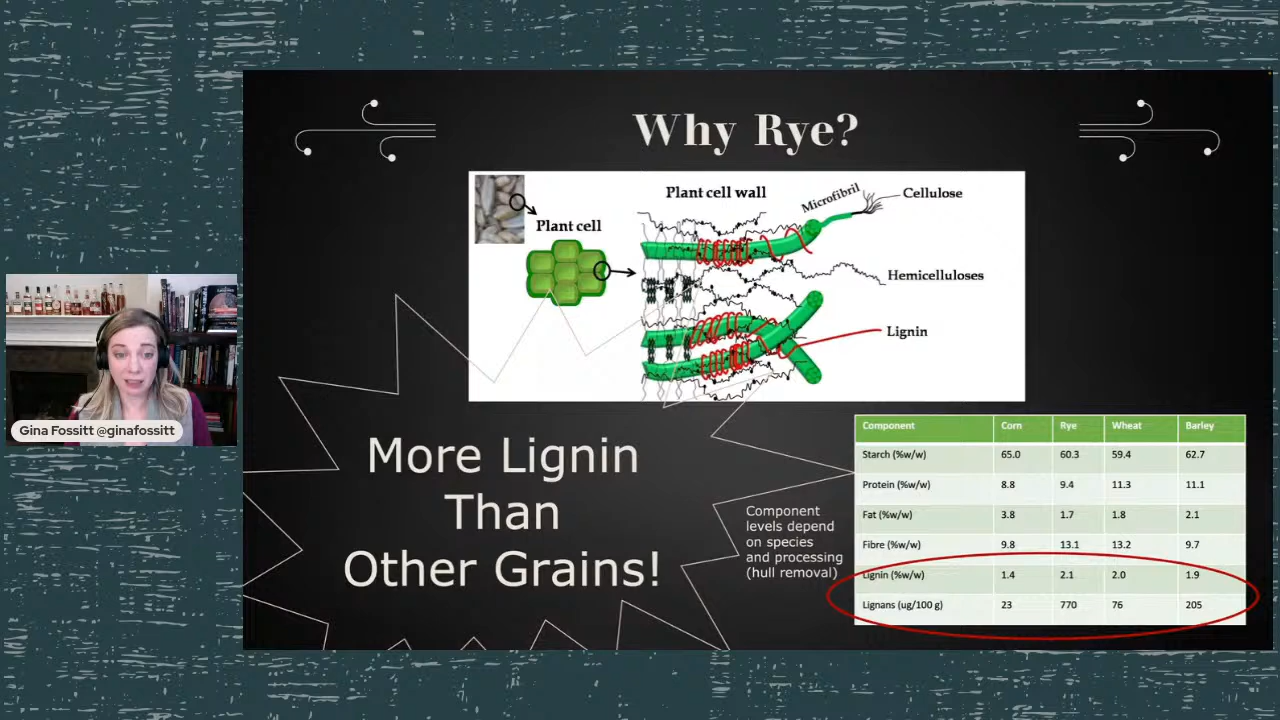 Why Rye?
Plant cell wall
Microfibril
Cellulose
Plant cell
Hemicelluloses
Lignin
Gina Fossitt @ginafossitt
More Lignin
Than
Other Grains!
Component
levels depend
on species
and processing
(hull removal)
Component Corn Rye Wheat Barley
Starch (%w/w) 65.0 60.3 59.4 62.7
Protein (%w/w) 8.8 9.4 11.3 11.1
Fat (%w/w) 3.8 1.7 1.8 2.1
Fibre (%w/w) 9.8 13.1 13.2 9.7
Lignin (%w/w) 1.4 2.1 2.0 1.9
Lignans (ug/100 g) 23 770 76 205